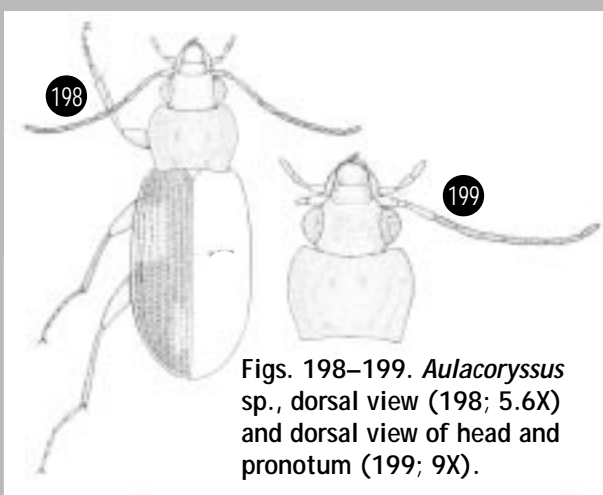 198
199
Figs. 198–199. Aulacoryssus
sp., dorsal view (198; 5.6X)
and dorsal view of head and
pronotum (199; 9X).